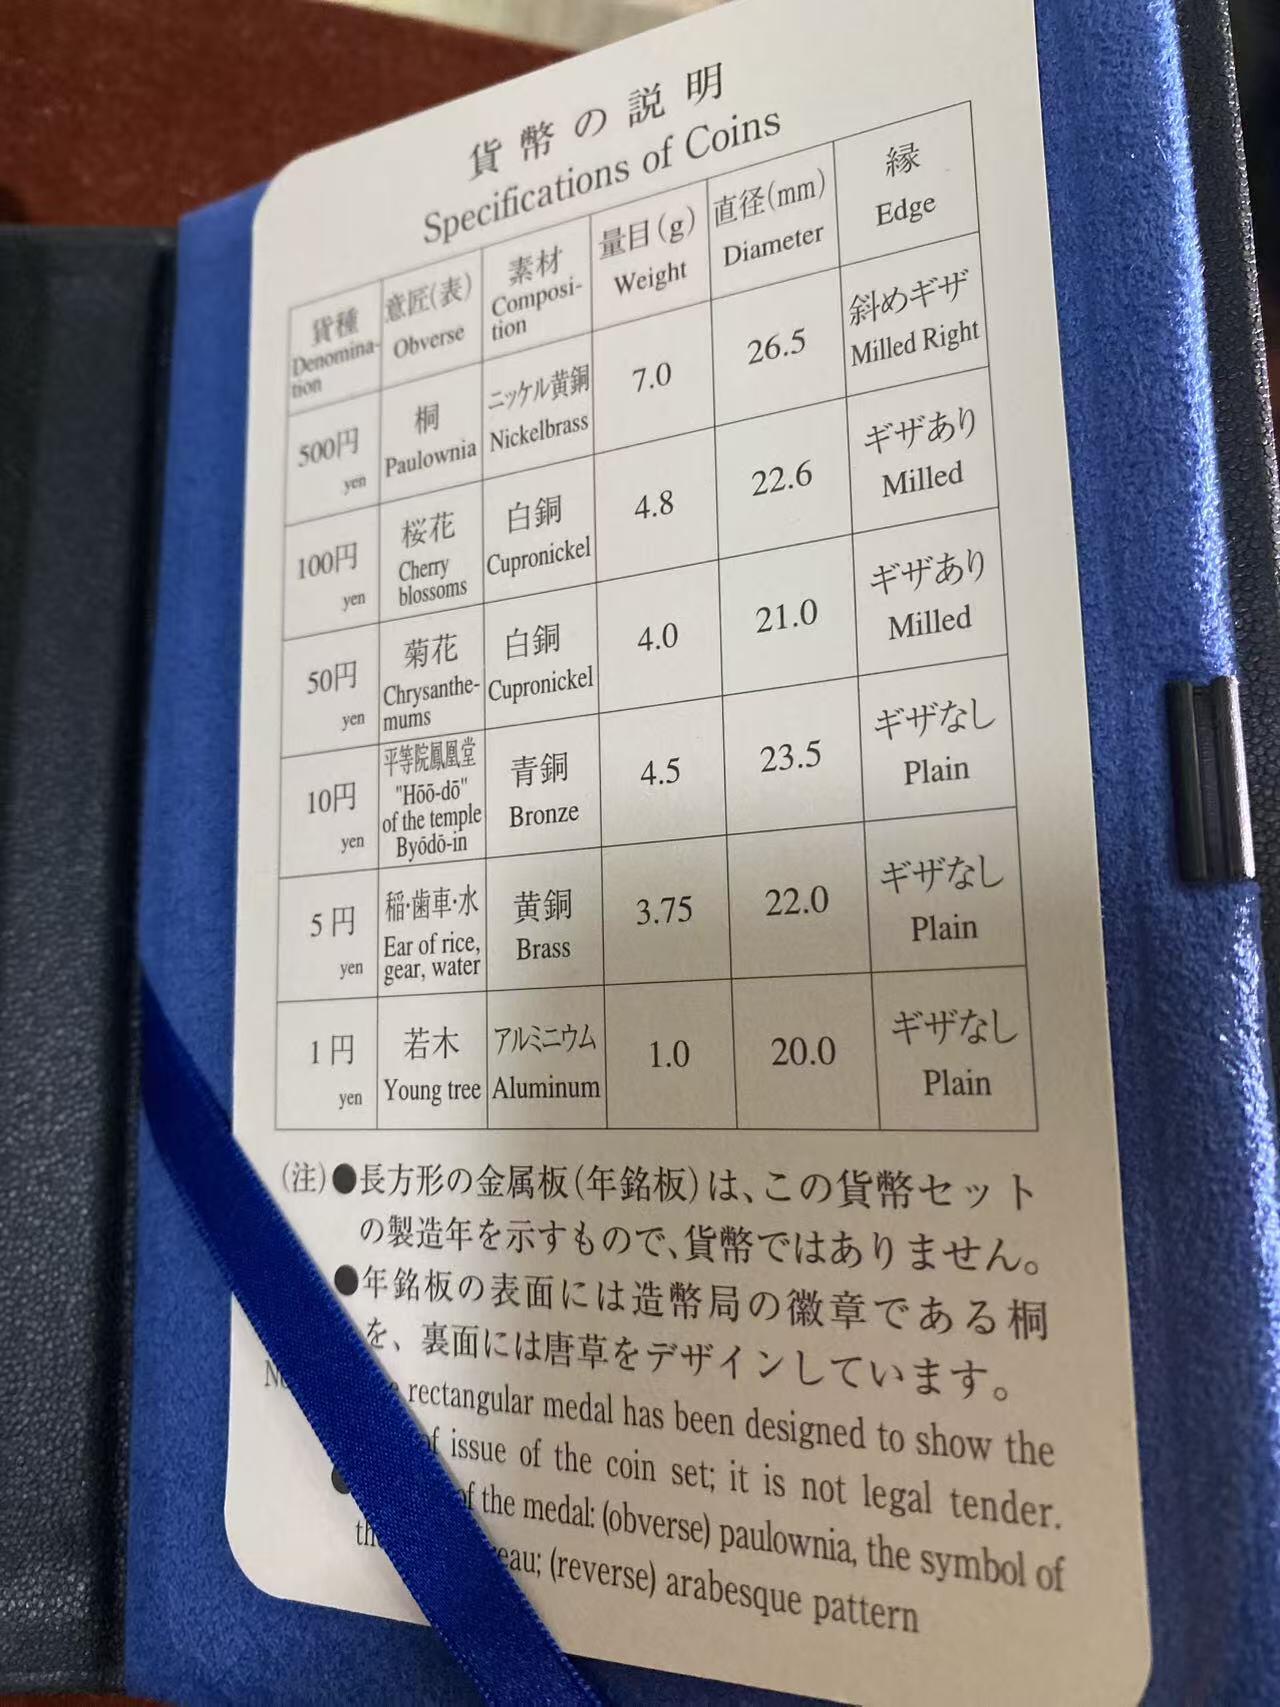 貨幣の説明
Specifications of Coins
貨種
Denomina-
tion
意匠(表)
Obverse
素材
Composi-
tion
量目(g)
Weight
直径(mm)
Diameter
縁
Edge
500円
yen
桐
Paulownia
ニッケル黄銅
Nickelbrass
7.0
26.5
斜めギザ
Milled Right
100円
yen
桜花
Cherry
blossoms
白銅
Cupronickel
4.8
22.6
ギザあり
Milled
50円
yen
菊花
Chrysanthe-
mums
白銅
Cupronickel
4.0
21.0
ギザあり
Milled
10円
yen
平等院鳳凰堂
"Hōō-dō"
of the temple
Byōdō-in
青銅
Bronze
4.5
23.5
ギザなし
Plain
5円
yen
稲・歯車・水
Ear of rice,
gear, water
黄銅
Brass
3.75
22.0
ギザなし
Plain
1円
yen
若木
Young tree
アルミニウム
Aluminum
1.0
20.0
ギザなし
Plain
(注)●長方形の金属板(年銘板)は、この貨幣セット
の製造年を示すもので、貨幣ではありません。
●年銘板の表面には造幣局の徽章である桐
を、裏面には唐草をデザインしています。
rectangular medal has been designed to show the
of issue of the coin set; it is not legal tender.
of the medal: (obverse) paulownia, the symbol of
(reverse) arabesque pattern